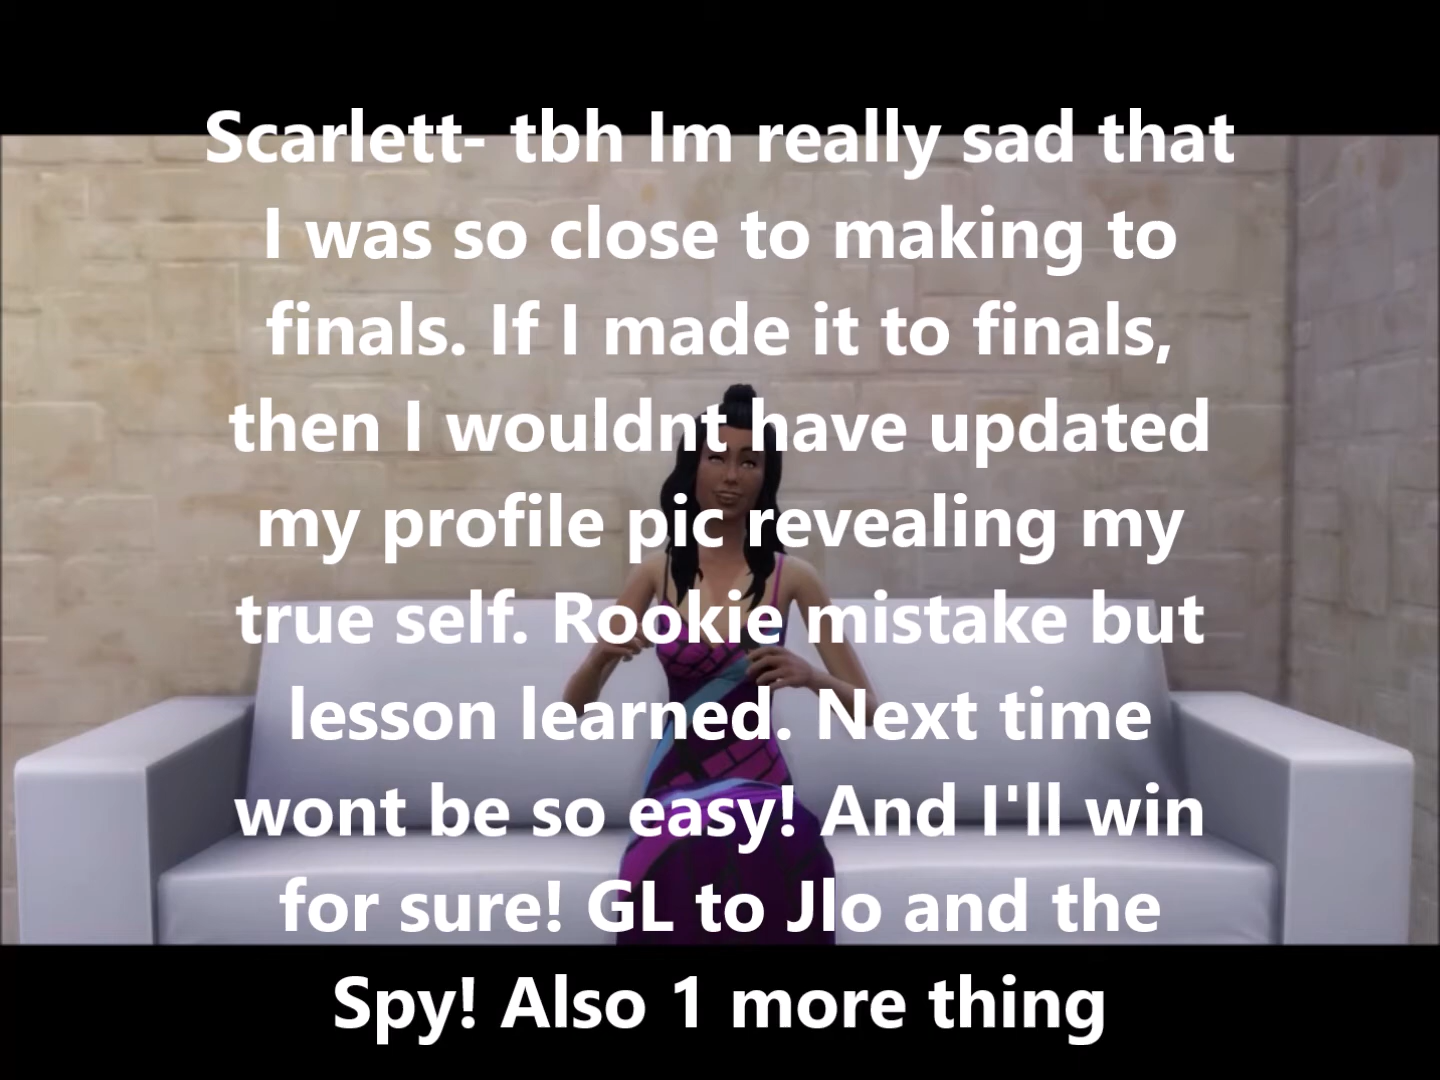 Scarlett- tbh Im really sad that
I was so close to making to
finals. If I made it to finals,
then I wouldnt have updated
my profile pic revealing my
true self. Rookie mistake but
lesson learned. Next time
wont be so easy! And I'll win
for sure! GL to Jlo and the
Spy! Also 1 more thing